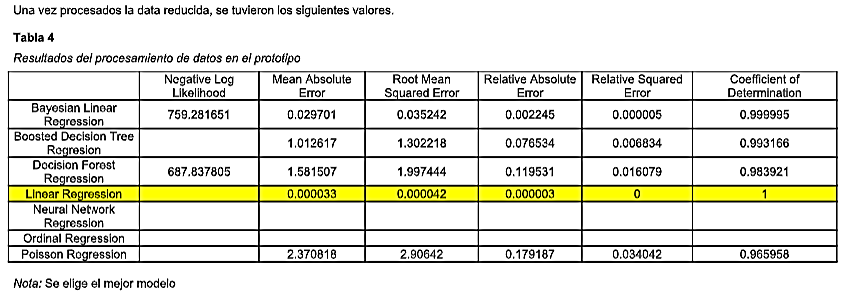 Una vez procesados la data reducida, se tuvieron los siguientes valores.
Tabla 4
Resultados del procesamiento de datos en el prototipo
Negative Log Likelihood Mean Absolute Error Root Mean Squared Error Relative Absolute Error Relative Squared Error Coefficient of Determination
Bayesian Linear Regression 759.281651 0.029701 0.035242 0.002245 0.000005 0.999995
Boosted Decision Tree Regresion 1.012617 1.302218 0.076534 0.006834 0.993166
Decision Forest Regression 687.837805 1.581507 1.997444 0.119531 0.016079 0.983921
Linear Regression 0.000033 0.000042 0.000003 0 1
Neural Network Regression
Ordinal Regression
Poisson Regression 2.370818 2.90642 0.179187 0.034042 0.965958
Nota: Se elige el mejor modelo